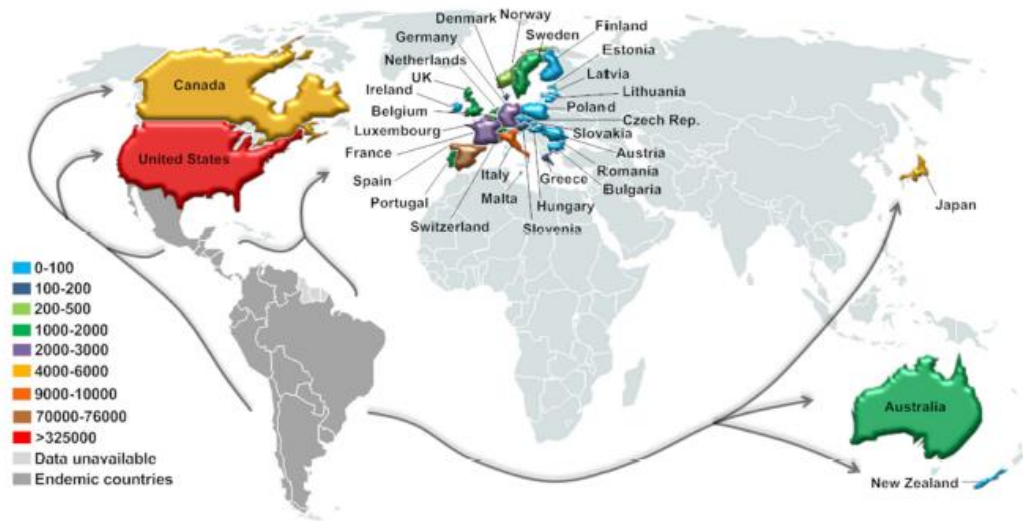 Denmark
Norway
Germany
Sweden
Finland
Netherlands
Estonia
UK
Latvia
Ireland
Lithuania
Belgium
Poland
Luxembourg
Czech Rep.
Slovakia
France
Austria
Spain
Italy
Greece
Romania
Portugal
Malta
Hungary
Bulgaria
Switzerland
Slovenia
Canada
United States
Japan
Australia
New Zealand
0-100
100-200
200-500
1000-2000
2000-3000
4000-6000
9000-10000
70000-76000
>325000
Data unavailable
Endemic countries